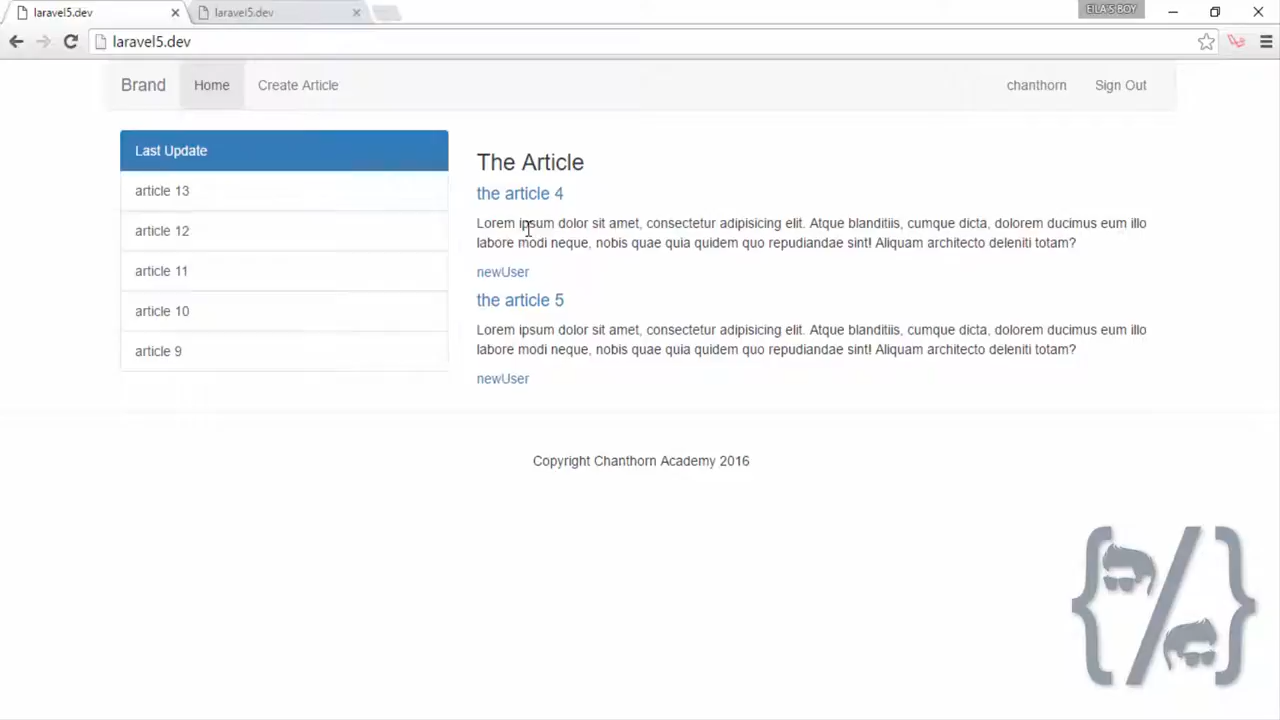 laravel5.dev
laravel5.dev
EILA'S BOY
laravel5.dev
Brand
Home
Create Article
chanthorn
Sign Out
Last Update
article 13
article 12
article 11
article 10
article 9
The Article
the article 4
Lorem ipsum dolor sit amet, consectetur adipisicing elit. Atque blanditiis, cumque dicta, dolorem ducimus eum illo
labore modi neque, nobis quae quia quidem quo repudiandae sint! Aliquam architecto deleniti totam?
newUser
the article 5
Lorem ipsum dolor sit amet, consectetur adipisicing elit. Atque blanditiis, cumque dicta, dolorem ducimus eum illo
labore modi neque, nobis quae quia quidem quo repudiandae sint! Aliquam architecto deleniti totam?
newUser
Copyright Chanthorn Academy 2016
{/}